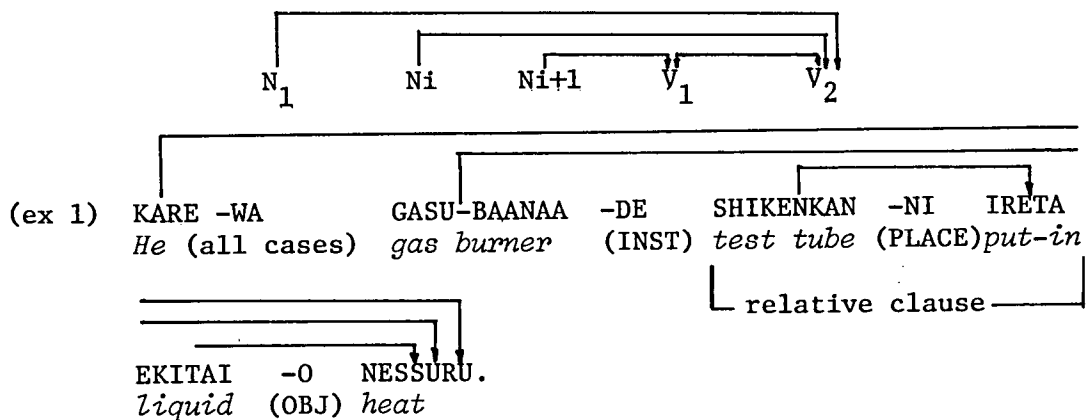 N1 Ni Ni+1 V1 V2
(ex 1) KARE -WA GASU-BAANAA -DE SHIKENKAN -NI IRETA
He (all cases) gas burner (INST) test tube (PLACE) put-in
relative clause
EKITAI -O NESSURU.
liquid (OBJ) heat